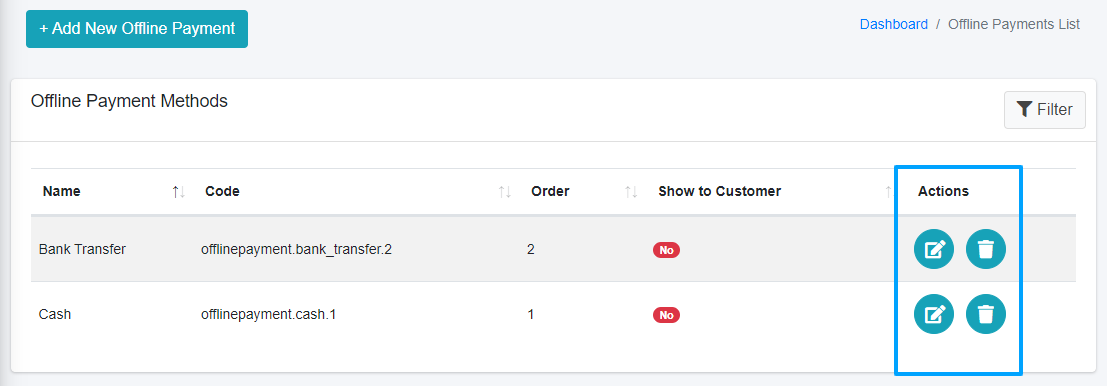 + Add New Offline Payment
Dashboard / Offline Payments List
Offline Payment Methods
Filter
Name Code Order Show to Customer Actions
Bank Transfer offlinepayment.bank_transfer.2 2 No
Cash offlinepayment.cash.1 1 No